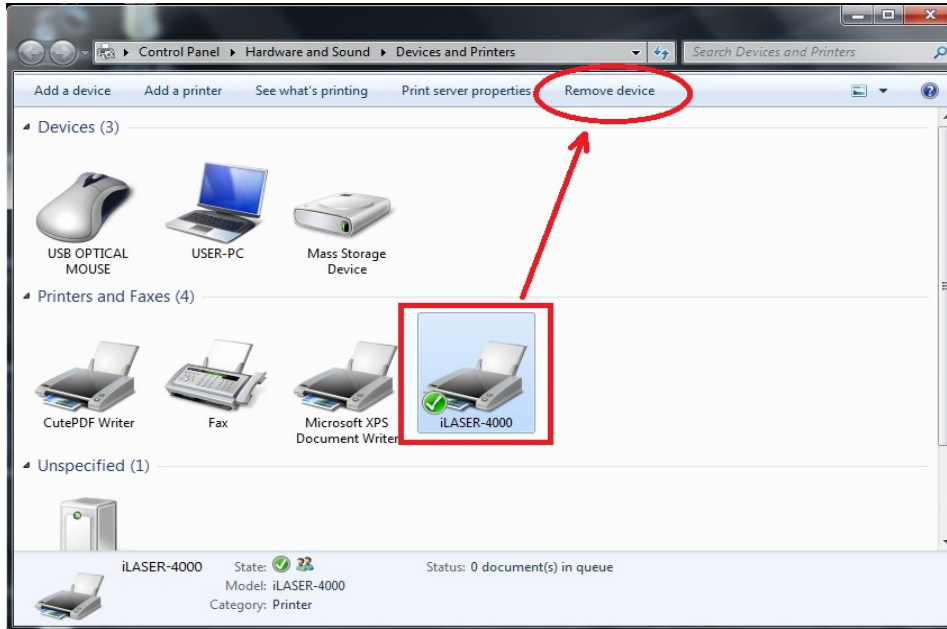 Control Panel ▸ Hardware and Sound ▸ Devices and Printers
Search Devices and Printers
Add a device
Add a printer
See what's printing
Print server properties
Remove device
Devices (3)
USB OPTICAL
MOUSE
USER-PC
Mass Storage
Device
Printers and Faxes (4)
CutePDF Writer
Fax
Microsoft XPS
Document Writer
iLASER-4000
Unspecified (1)
iLASER-4000
State:
Status: 0 document(s) in queue
Model: iLASER-4000
Category: Printer